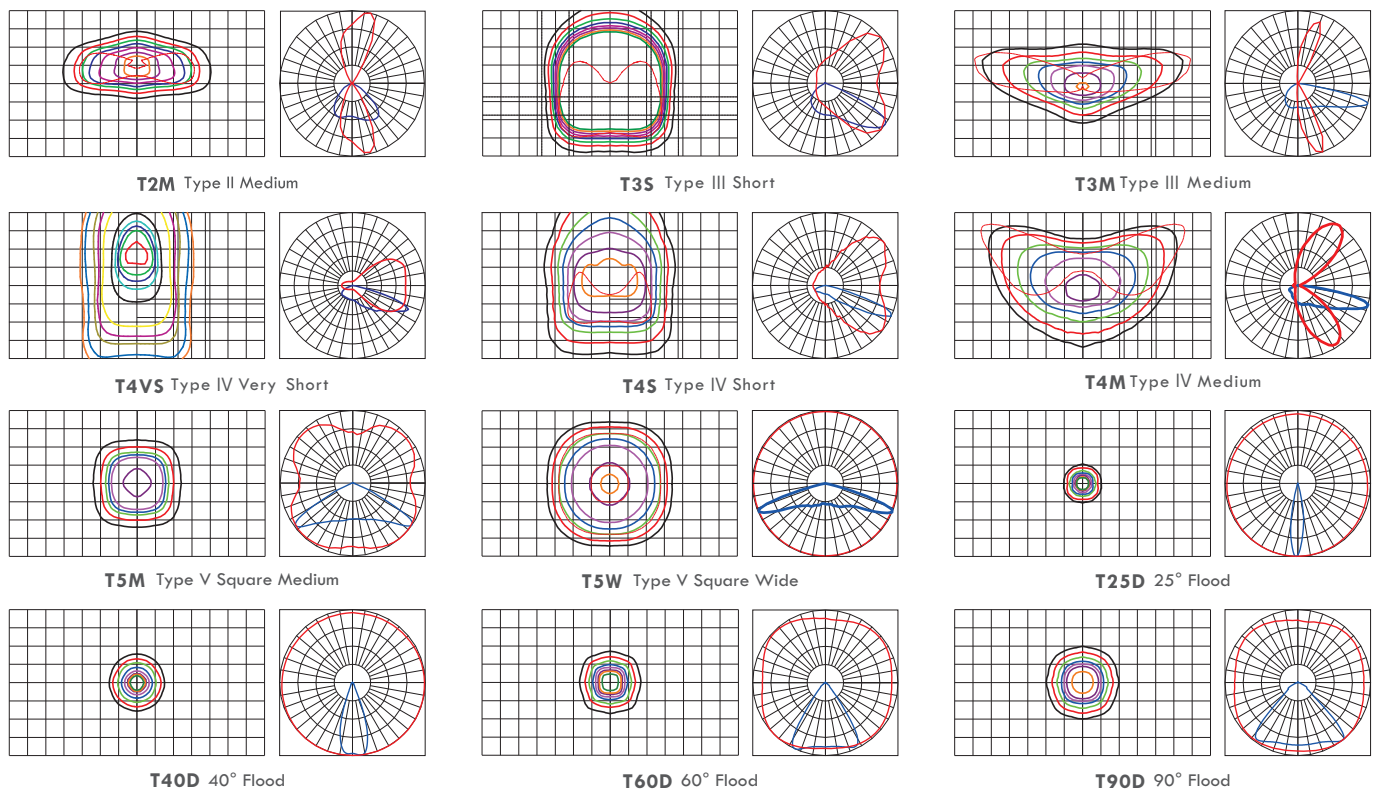 T2M Type II Medium
T3S Type III Short
T3M Type III Medium
T4VS Type IV Very Short
T4S Type IV Short
T4M Type IV Medium
T5M Type V Square Medium
T5W Type V Square Wide
T25D 25° Flood
T40D 40° Flood
T60D 60° Flood
T90D 90° Flood